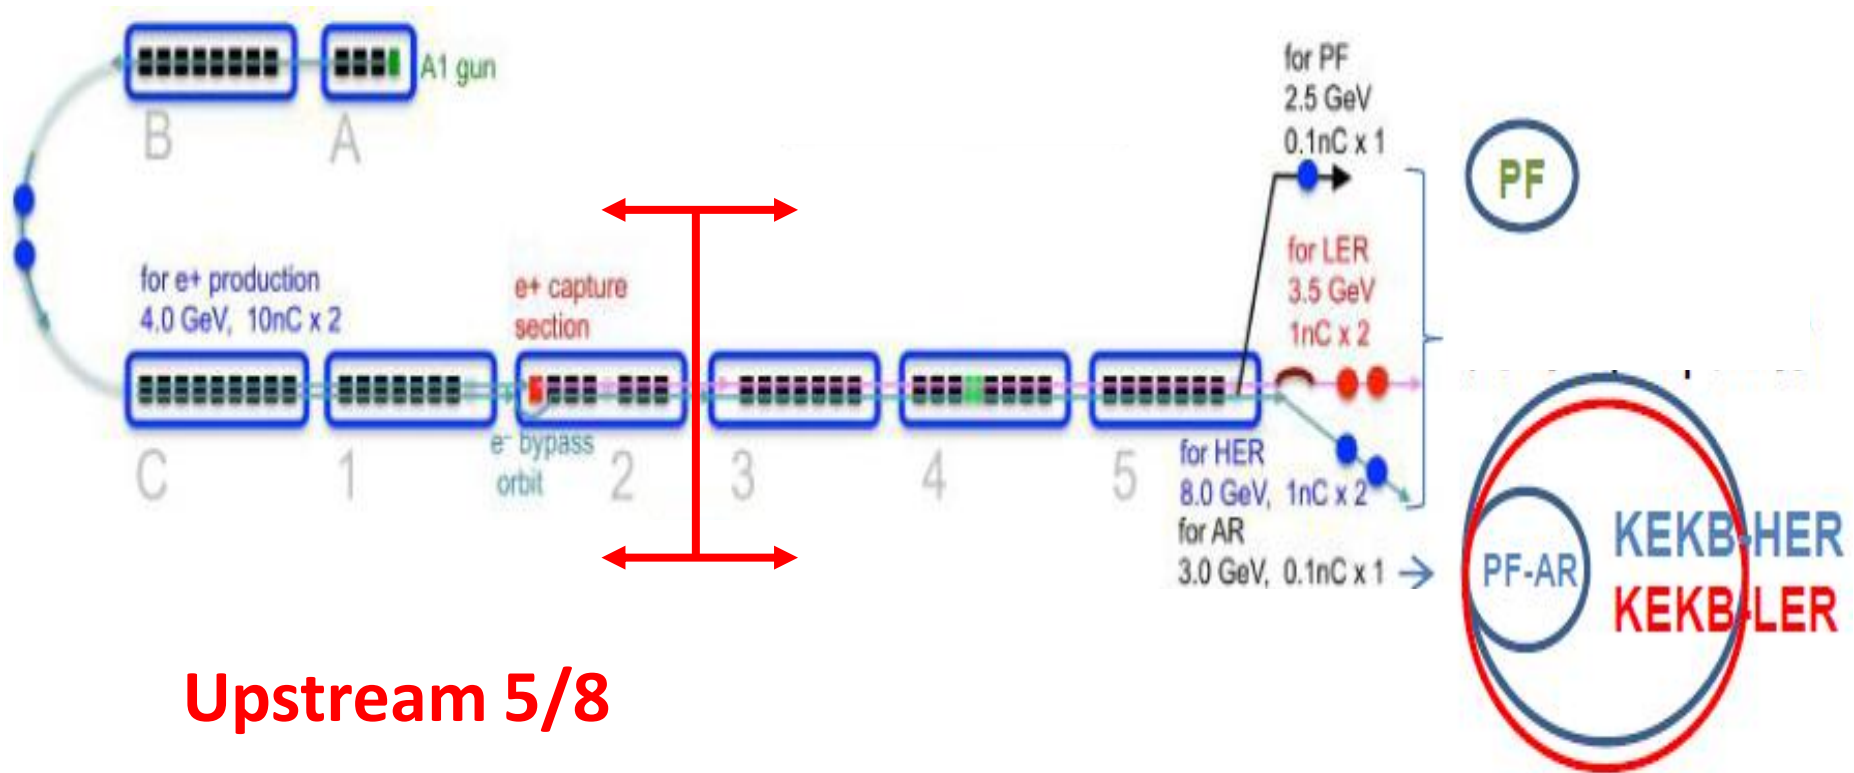 A1 gun
B
A
for PF
2.5 GeV
0.1nC x 1
PF
for e+ production
4.0 GeV, 10nC x 2
e+ capture
section
for LER
3.5 GeV
1nC x 2
e- bypass
orbit
C
1
2
3
4
5
for HER
8.0 GeV, 1nC x 2
for AR
3.0 GeV, 0.1nC x 1
PF-AR
KEKB-HER
KEKB-LER
Upstream 5/8